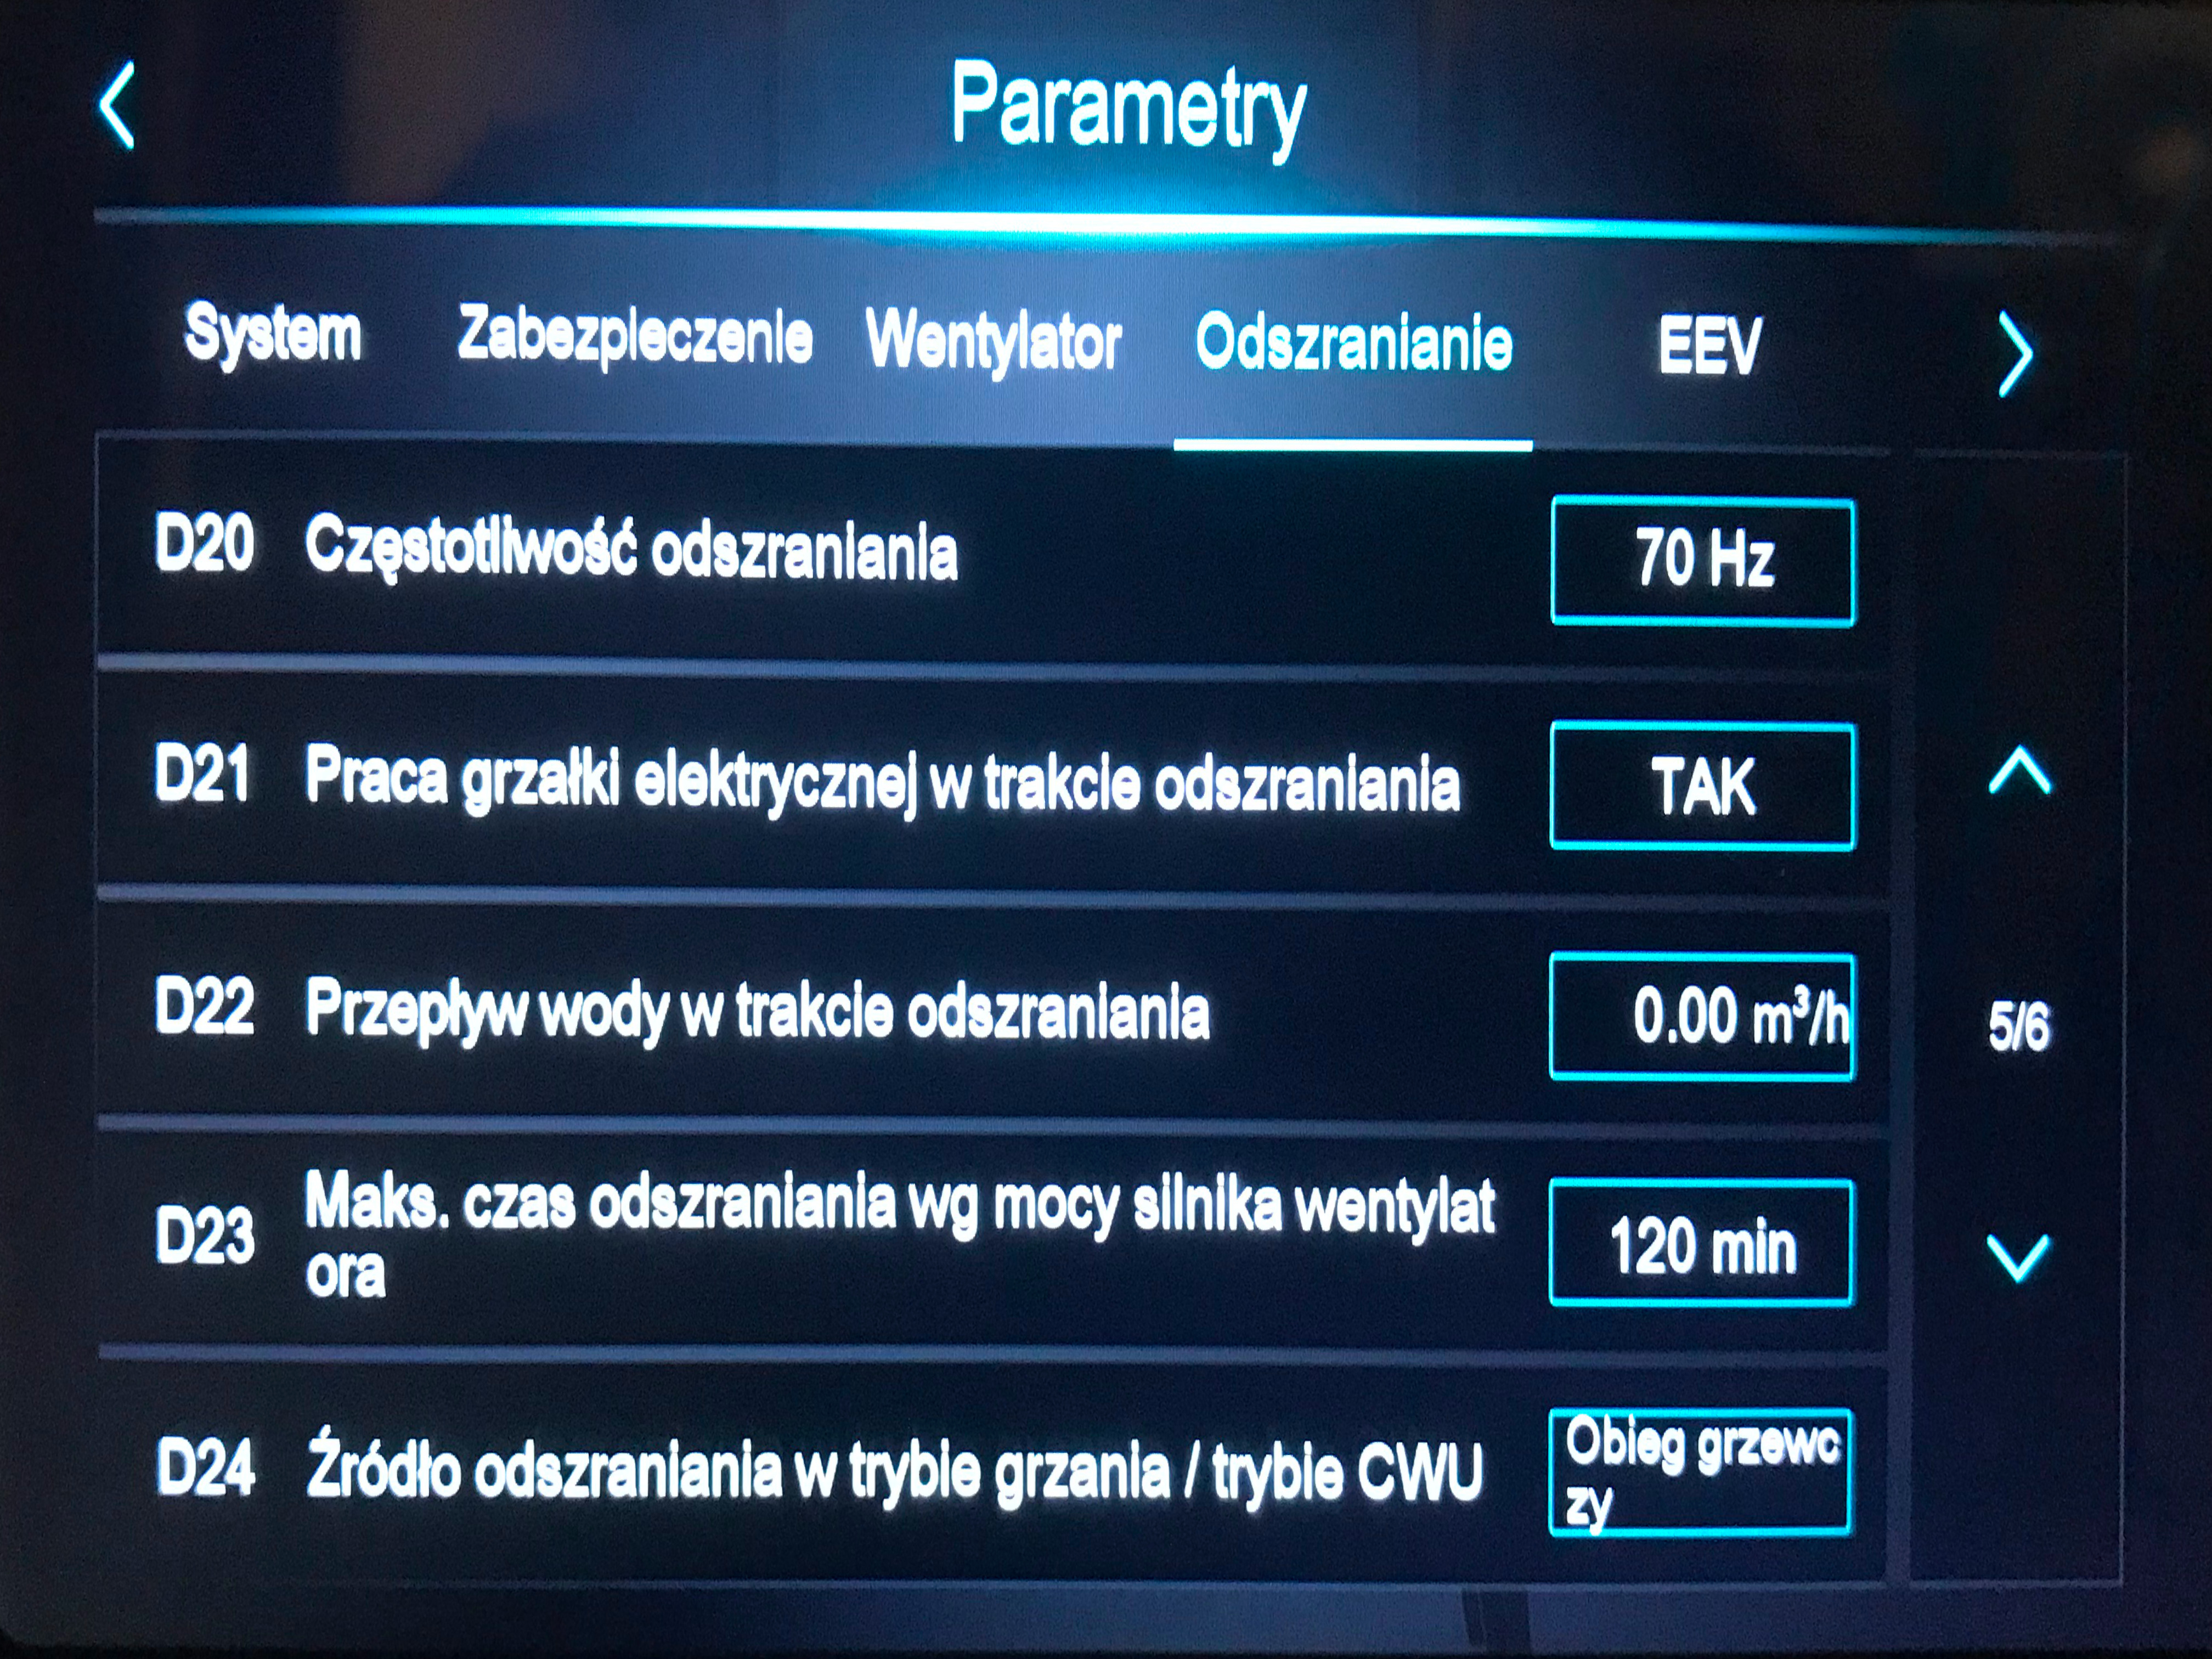 Parametry
System Zabezpieczenie Wentylator Odszranianie EEV
D20 Częstotliwość odszraniania 70 Hz
D21 Praca grzałki elektrycznej w trakcie odszraniania TAK
D22 Przepływ wody w trakcie odszraniania 0.00 m³/h
5/6
D23 Maks. czas odszraniania wg mocy silnika wentylat
ora
120 min
D24 Źródło odszraniania w trybie grzania / trybie CWU
Obieg grzewc
zy